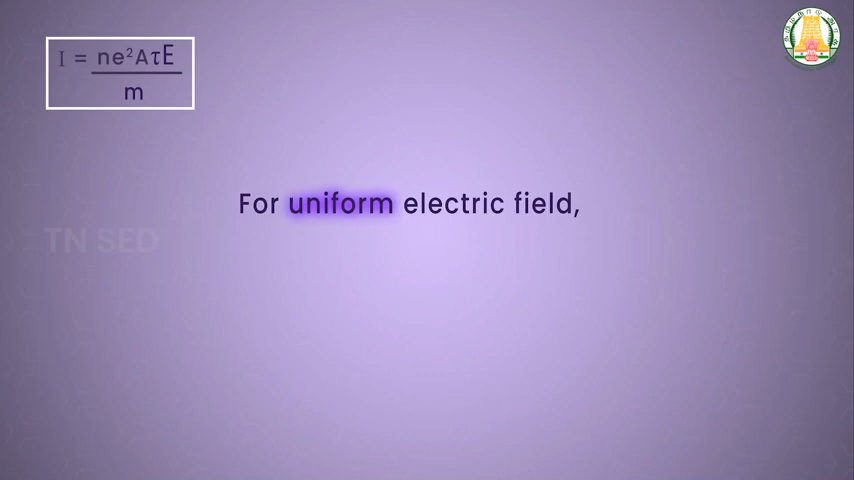 I = ne²AτE
m
For uniform electric field,
TN SED